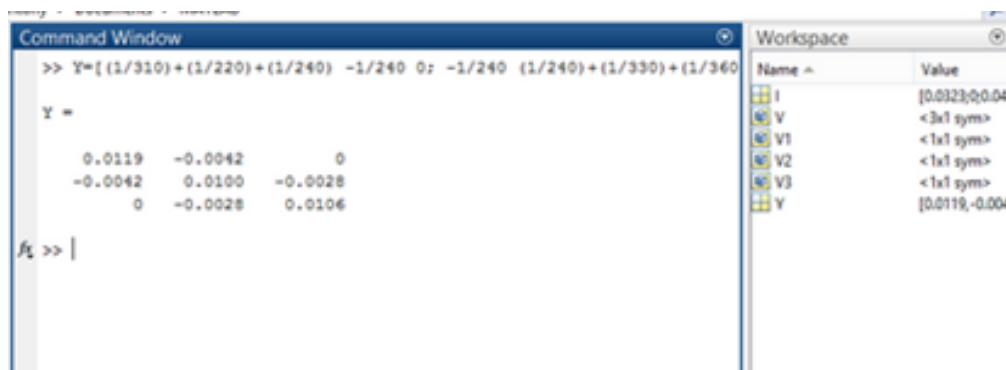 Command Window
>> Y=[(1/310)+(1/220)+(1/240) -1/240 0; -1/240 (1/240)+(1/330)+(1/360
Y =
0.0119 -0.0042 0
-0.0042 0.0100 -0.0028
0 -0.0028 0.0106
fx >>
Workspace
Name Value
I [0.0323;0;0.04
V <3x1 sym>
V1 <1x1 sym>
V2 <1x1 sym>
V3 <1x1 sym>
Y [0.0119,-0.004